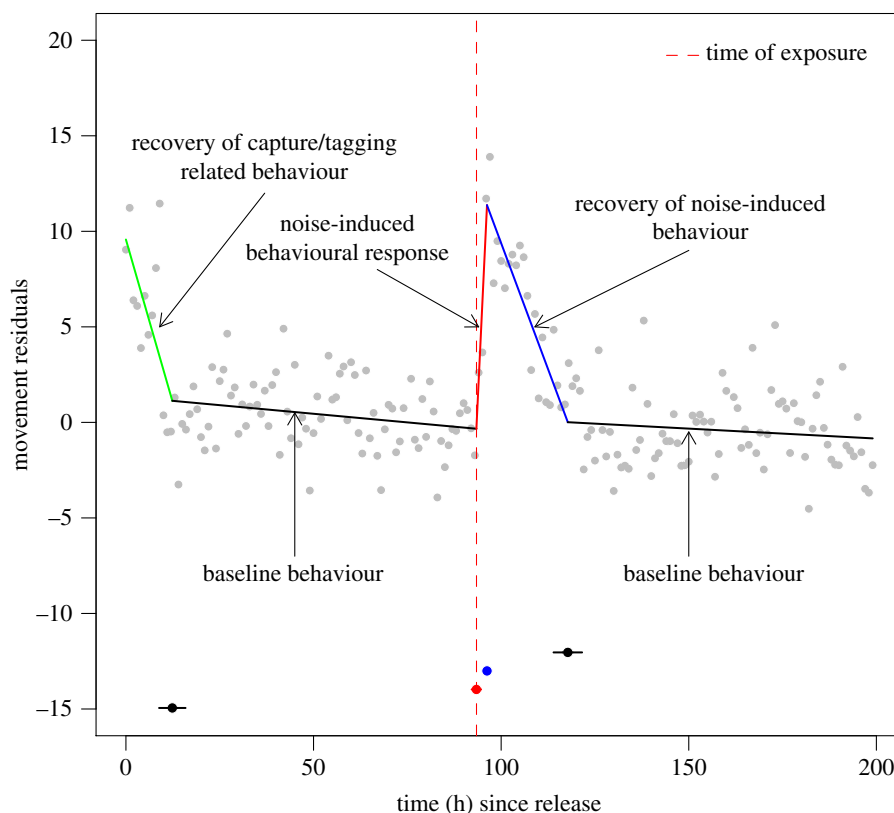 20
15
10
5
0
−5
−10
−15
movement residuals
time of exposure
recovery of capture/tagging
related behaviour
noise-induced
behavioural response
recovery of noise-induced
behaviour
baseline behaviour
baseline behaviour
0
50
100
150
200
time (h) since release